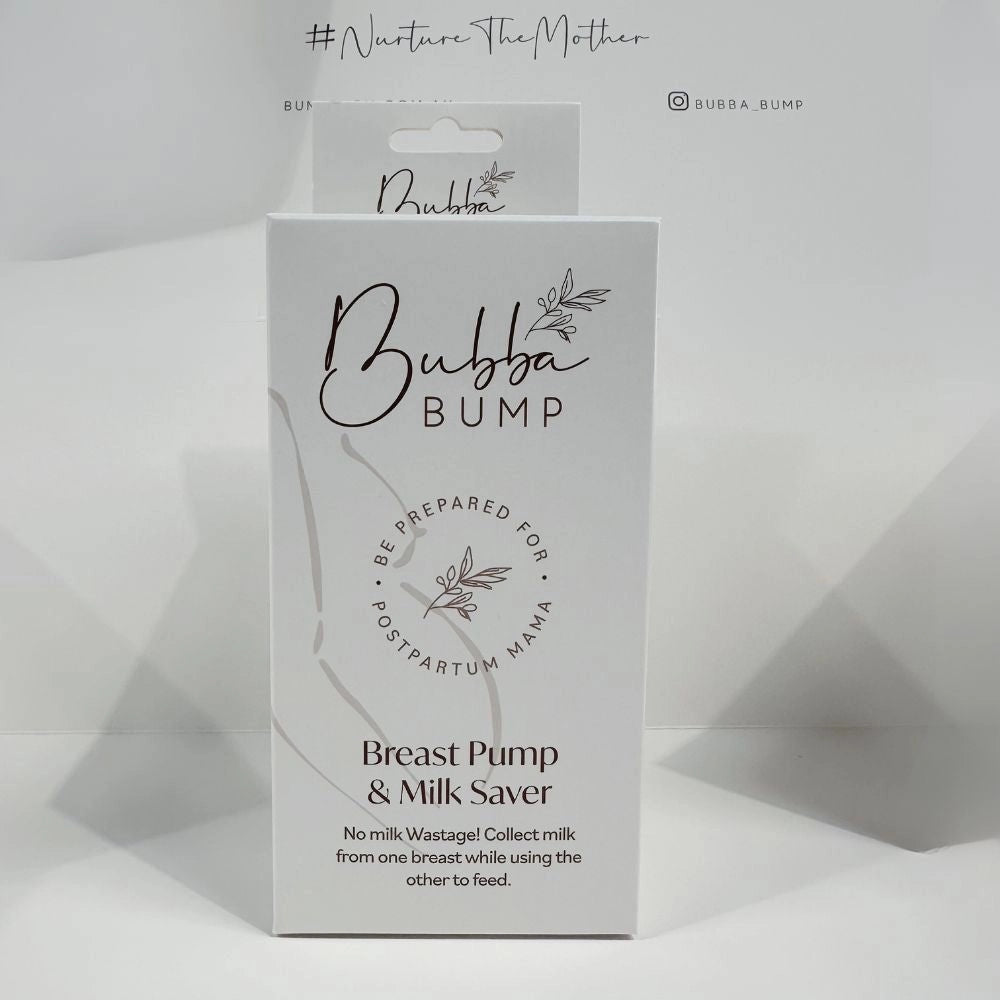 #NurtureTheMother
BUBBA_BUMP
Bubba
Bubba
BUMP
BE PREPARED FOR
POSTPARTUM MAMA
Breast Pump
& Milk Saver
No milk Wastage! Collect milk
from one breast while using the
other to feed.